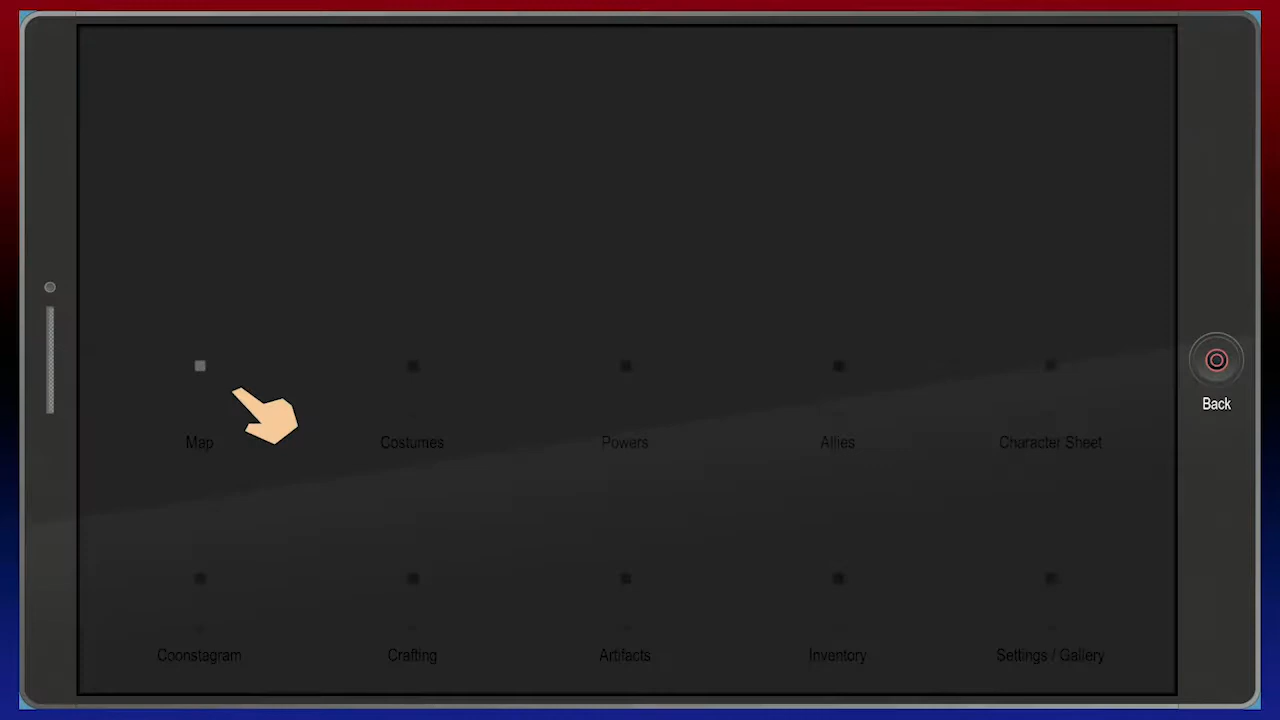 Back
Map
Costumes
Powers
Allies
Character Sheet
Coonstagram
Crafting
Artifacts
Inventory
Settings / Gallery